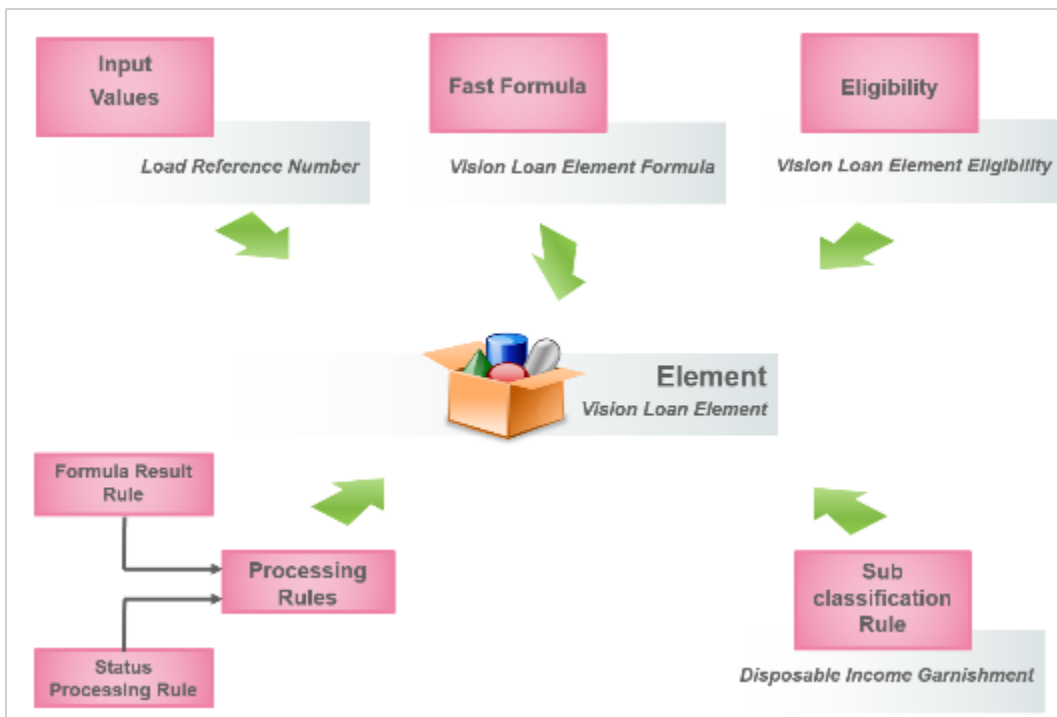 Input
Values
Load Reference Number
Fast Formula
Vision Loan Element Formula
Eligibility
Vision Loan Element Eligibility
Element
Vision Loan Element
Formula Result
Rule
Processing
Rules
Status
Processing Rule
Sub
classification
Rule
Disposable Income Garnishment